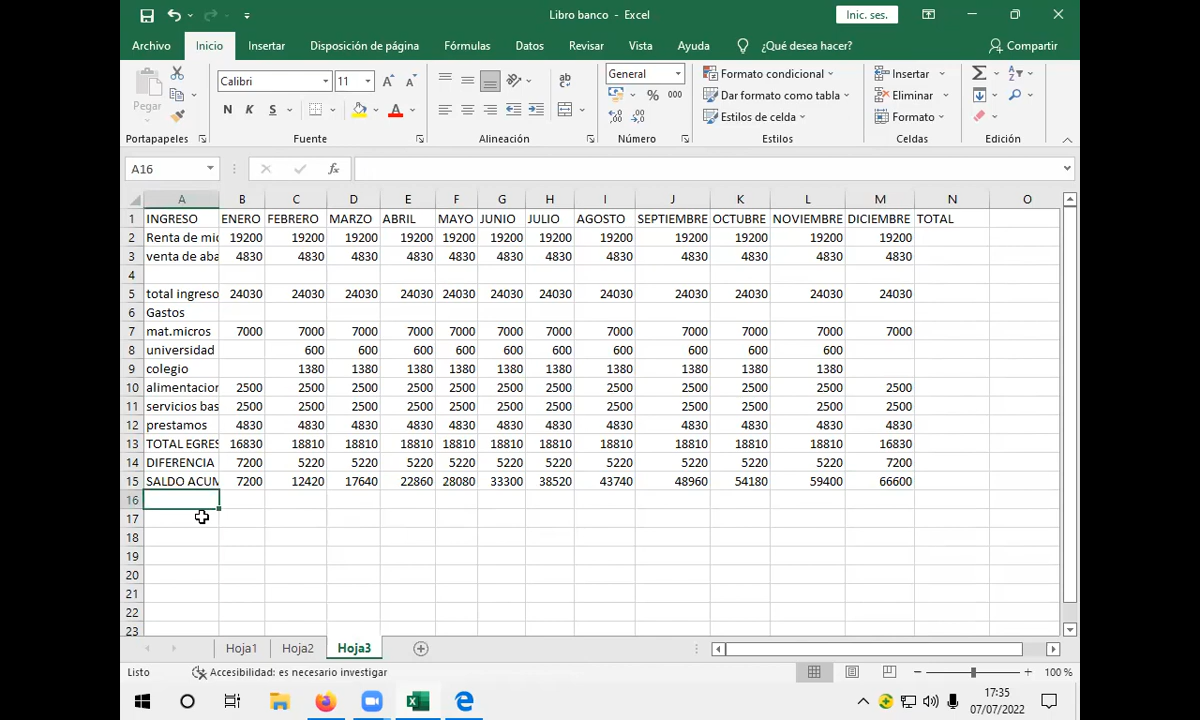 Libro banco - Excel
Inic. ses.
Archivo Inicio Insertar Disposición de página Fórmulas Datos Revisar Vista Ayuda ¿Qué desea hacer? Compartir
Pegar
Calibri 11
N K S
General
% 000
Formato condicional
Dar formato como tabla
Estilos de celda
Insertar
Eliminar
Formato
Portapapeles Fuente Alineación Número Estilos Celdas Edición
A16
A B C D E F G H I J K L M N O
1 INGRESO ENERO FEBRERO MARZO ABRIL MAYO JUNIO JULIO AGOSTO SEPTIEMBRE OCTUBRE NOVIEMBRE DICIEMBRE TOTAL
2 Renta de mic 19200 19200 19200 19200 19200 19200 19200 19200 19200 19200 19200 19200
3 venta de aba 4830 4830 4830 4830 4830 4830 4830 4830 4830 4830 4830 4830
4
5 total ingreso 24030 24030 24030 24030 24030 24030 24030 24030 24030 24030 24030 24030
6 Gastos
7 mat.micros 7000 7000 7000 7000 7000 7000 7000 7000 7000 7000 7000 7000
8 universidad 600 600 600 600 600 600 600 600 600 600
9 colegio 1380 1380 1380 1380 1380 1380 1380 1380 1380 1380
10 alimentacion 2500 2500 2500 2500 2500 2500 2500 2500 2500 2500 2500 2500
11 servicios bas 2500 2500 2500 2500 2500 2500 2500 2500 2500 2500 2500 2500
12 prestamos 4830 4830 4830 4830 4830 4830 4830 4830 4830 4830 4830 4830
13 TOTAL EGRES 16830 18810 18810 18810 18810 18810 18810 18810 18810 18810 18810 16830
14 DIFERENCIA 7200 5220 5220 5220 5220 5220 5220 5220 5220 5220 5220 7200
15 SALDO ACUM 7200 12420 17640 22860 28080 33300 38520 43740 48960 54180 59400 66600
16
17
18
19
20
21
22
23
Hoja1 Hoja2 Hoja3
Listo Accesibilidad: es necesario investigar 100 %
17:35
07/07/2022